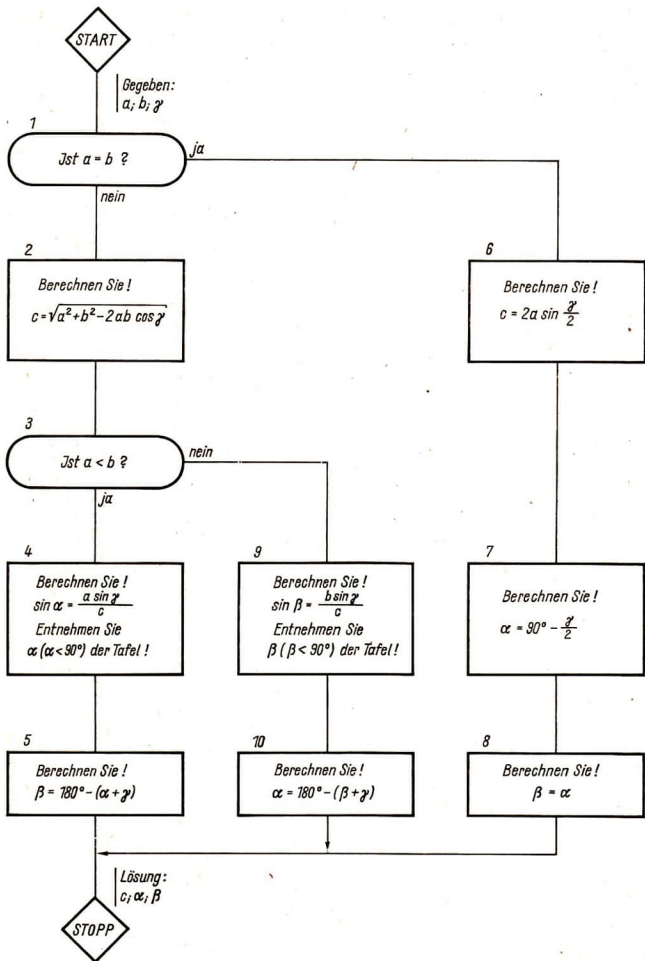 START
Gegeben:
a; b; γ
1
Jst a = b ?
ja
nein
2
Berechnen Sie!
c = √a² + b² − 2ab cos γ
6
Berechnen Sie!
c = 2a sin γ/2
3
Jst a < b ?
nein
ja
4
Berechnen Sie!
sin α = a sin γ/c
Entnehmen Sie
α (α < 90°) der Tafel!
9
Berechnen Sie!
sin β = b sin γ/c
Entnehmen Sie
β (β < 90°) der Tafel!
7
Berechnen Sie!
α = 90° − γ/2
5
Berechnen Sie!
β = 180° − (α + γ)
10
Berechnen Sie!
α = 180° − (β + γ)
8
Berechnen Sie!
β = α
Lösung:
c; α; β
STOPP